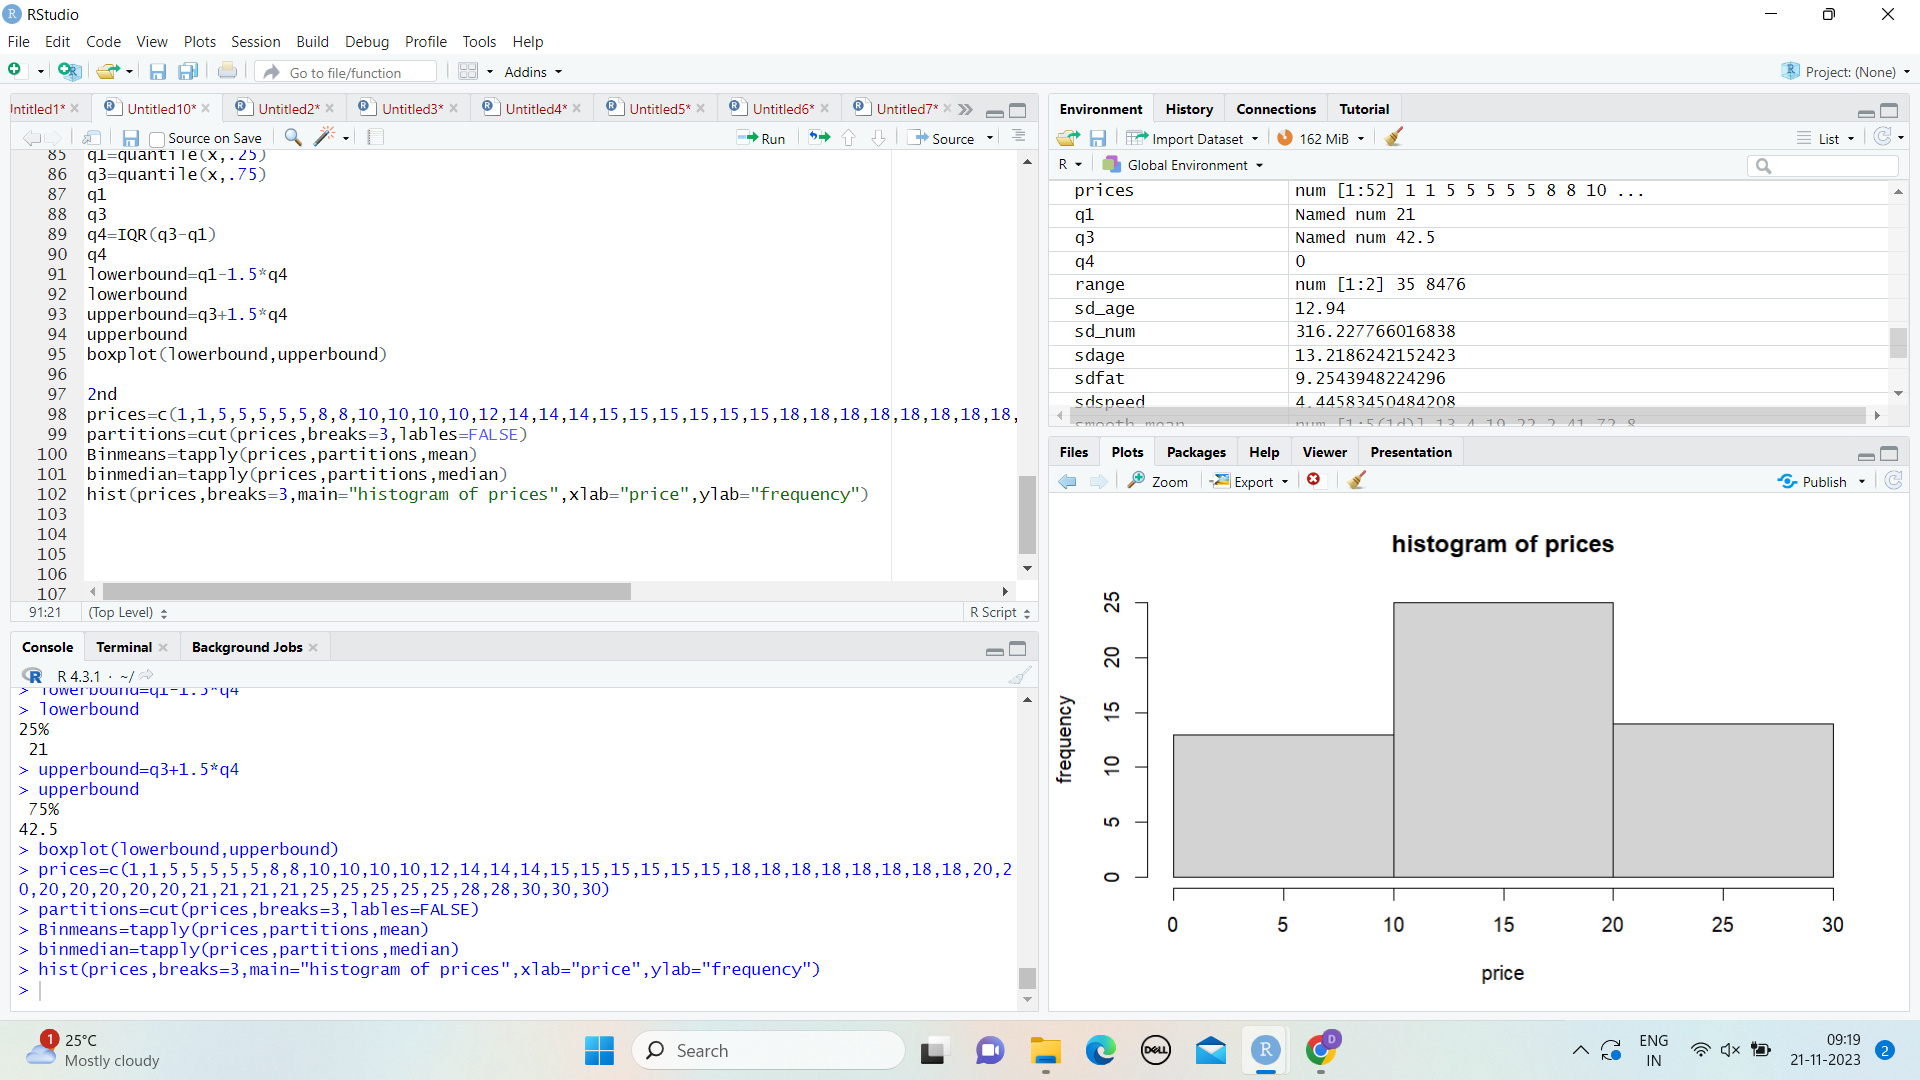 RStudio
File Edit Code View Plots Session Build Debug Profile Tools Help
Go to file/function Addins Project: (None)
ntitled1* Untitled10* Untitled2* Untitled3* Untitled4* Untitled5* Untitled6* Untitled7*
Source on Save Run Source
85 q1=quantile(x,.25)
86 q3=quantile(x,.75)
87 q1
88 q3
89 q4=IQR(q3-q1)
90 q4
91 lowerbound=q1-1.5*q4
92 lowerbound
93 upperbound=q3+1.5*q4
94 upperbound
95 boxplot(lowerbound,upperbound)
96
97 2nd
98 prices=c(1,1,5,5,5,5,5,8,8,10,10,10,10,12,14,14,14,15,15,15,15,15,15,18,18,18,18,18,18,18,18,
99 partitions=cut(prices,breaks=3,lables=FALSE)
100 Binmeans=tapply(prices,partitions,mean)
101 binmedian=tapply(prices,partitions,median)
102 hist(prices,breaks=3,main="histogram of prices",xlab="price",ylab="frequency")
103
104
105
106
107
91:21 (Top Level) R Script
Console Terminal Background Jobs
R 4.3.1 · ~/
> lowerbound=q1-1.5*q4
> lowerbound
25%
21
> upperbound=q3+1.5*q4
> upperbound
75%
42.5
> boxplot(lowerbound,upperbound)
> prices=c(1,1,5,5,5,5,5,8,8,10,10,10,10,12,14,14,14,15,15,15,15,15,15,18,18,18,18,18,18,18,18,20,2
0,20,20,20,20,20,21,21,21,21,25,25,25,25,25,28,28,30,30,30)
> partitions=cut(prices,breaks=3,lables=FALSE)
> Binmeans=tapply(prices,partitions,mean)
> binmedian=tapply(prices,partitions,median)
> hist(prices,breaks=3,main="histogram of prices",xlab="price",ylab="frequency")
>
Environment History Connections Tutorial
Import Dataset 162 MiB List
R Global Environment
prices num [1:52] 1 1 5 5 5 5 5 8 8 10 ...
q1 Named num 21
q3 Named num 42.5
q4 0
range num [1:2] 35 8476
sd_age 12.94
sd_num 316.227766016838
sdage 13.2186242152423
sdfat 9.2543948224296
sdspeed 4.44583450484208
Files Plots Packages Help Viewer Presentation
Zoom Export Publish
histogram of prices
frequency
25
20
15
10
5
0
0 5 10 15 20 25 30
price
1 25°C
Mostly cloudy
Search
DELL
R
D
ENG
IN
09:19
21-11-2023
2